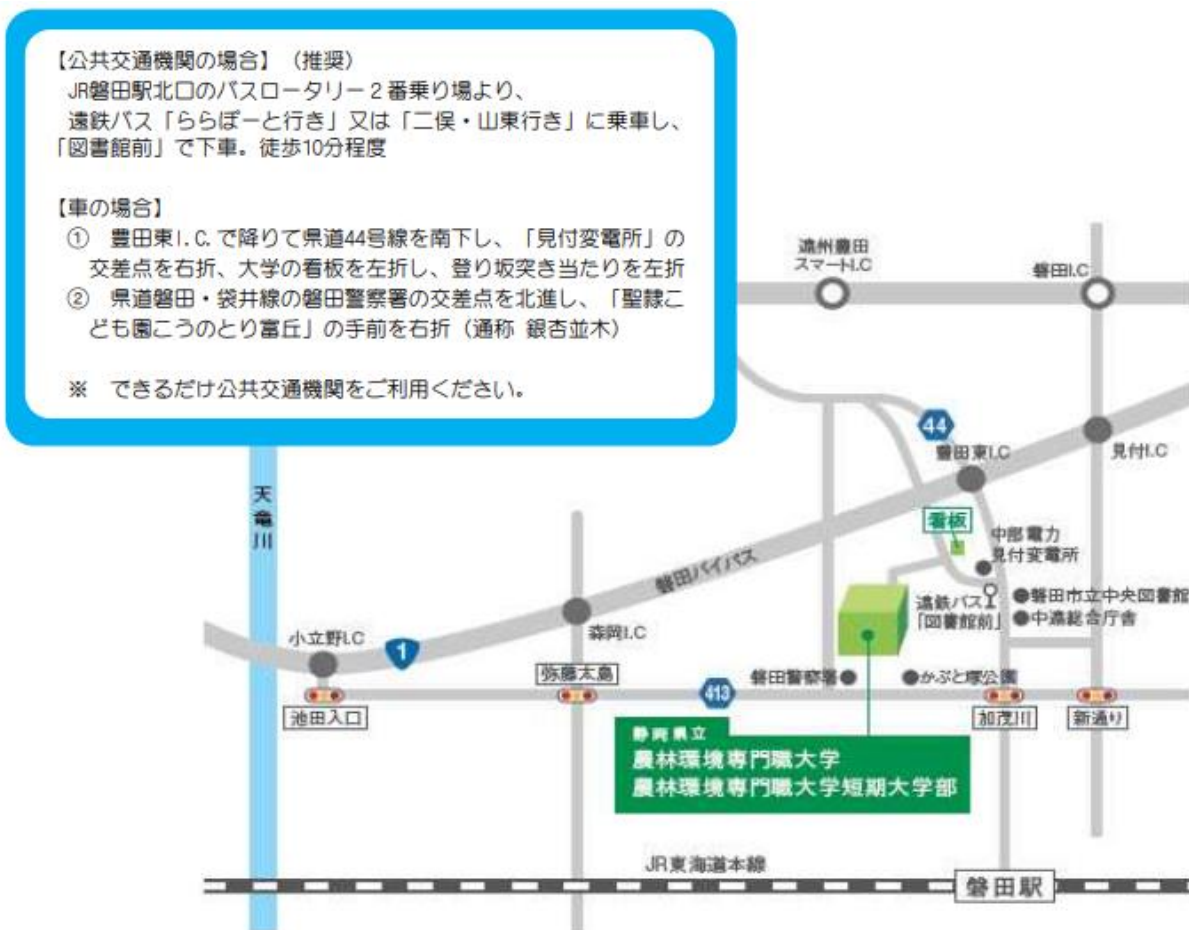 【公共交通機関の場合】（推奨）
JR磐田駅北口のバスロータリー２番乗り場より、
遠鉄バス「ららぽーと行き」又は「二俣・山東行き」に乗車し、
「図書館前」で下車。徒歩10分程度
【車の場合】
① 豊田東I.C.で降りて県道44号線を南下し、「見付変電所」の
交差点を右折、大学の看板を左折し、登り坂突き当たりを左折
② 県道磐田・袋井線の磐田警察署の交差点を北進し、「聖隷こ
ども園こうのとり富丘」の手前を右折（通称 銀杏並木）
※ できるだけ公共交通機関をご利用ください。
遠州豊田
スマートI.C
磐田I.C
44
豊田東I.C
見付I.C
天竜川
看板
中部電力
見付変電所
磐田バイパス
遠鉄バス
「図書館前」
磐田市立中央図書館
中遠総合庁舎
小立野I.C
1
森岡I.C
弥藤太島
磐田警察署
かぶと塚公園
413
池田入口
加茂川
新通り
静岡県立
農林環境専門職大学
農林環境専門職大学短期大学部
JR東海道本線
磐田駅